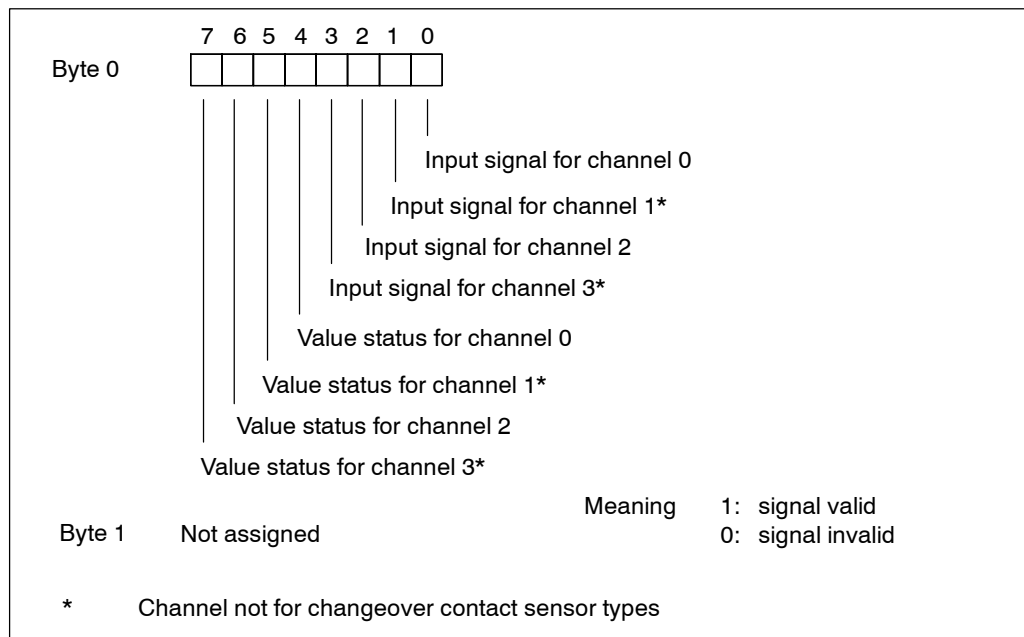 7 6 5 4 3 2 1 0
Byte 0
Input signal for channel 0
Input signal for channel 1*
Input signal for channel 2
Input signal for channel 3*
Value status for channel 0
Value status for channel 1*
Value status for channel 2
Value status for channel 3*
Meaning 1: signal valid
Byte 1 Not assigned 0: signal invalid
* Channel not for changeover contact sensor types